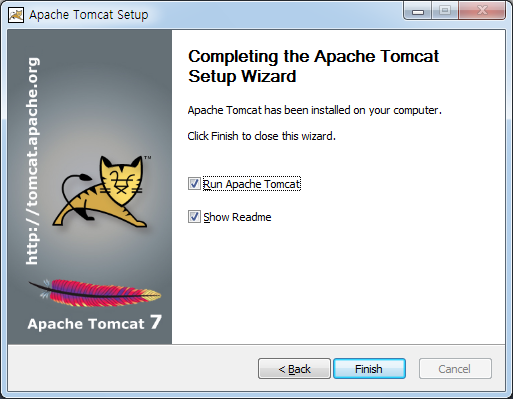 Apache Tomcat Setup
http://tomcat.apache.org
TM
Apache Tomcat 7
Completing the Apache Tomcat
Setup Wizard
Apache Tomcat has been installed on your computer.
Click Finish to close this wizard.
Run Apache Tomcat
Show Readme
< Back
Finish
Cancel